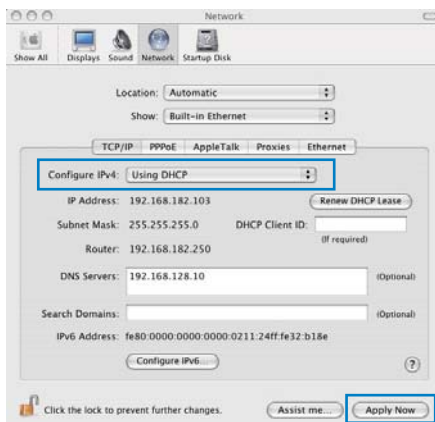 Network
Show All Displays Sound Network Startup Disk
Location: Automatic
Show: Built-in Ethernet
TCP/IP PPPoE AppleTalk Proxies Ethernet
Configure IPv4: Using DHCP
IP Address: 192.168.182.103 Renew DHCP Lease
Subnet Mask: 255.255.255.0 DHCP Client ID:
(If required)
Router: 192.168.182.250
DNS Servers: 192.168.128.10 (Optional)
Search Domains: (Optional)
IPv6 Address: fe80:0000:0000:0000:0211:24ff:fe32:b18e
Configure IPv6... ?
Click the lock to prevent further changes. Assist me... Apply Now